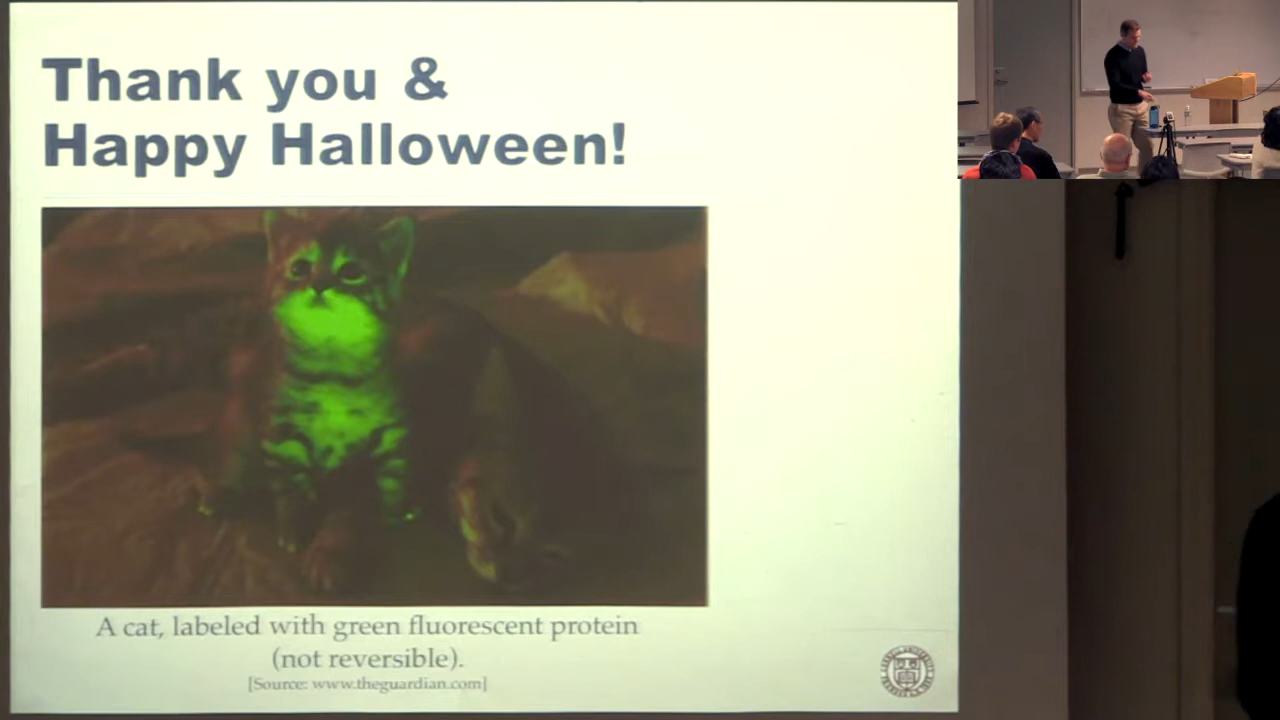 Thank you &
Happy Halloween!
A cat, labeled with green fluorescent protein
(not reversible).
[Source: www.theguardian.com]